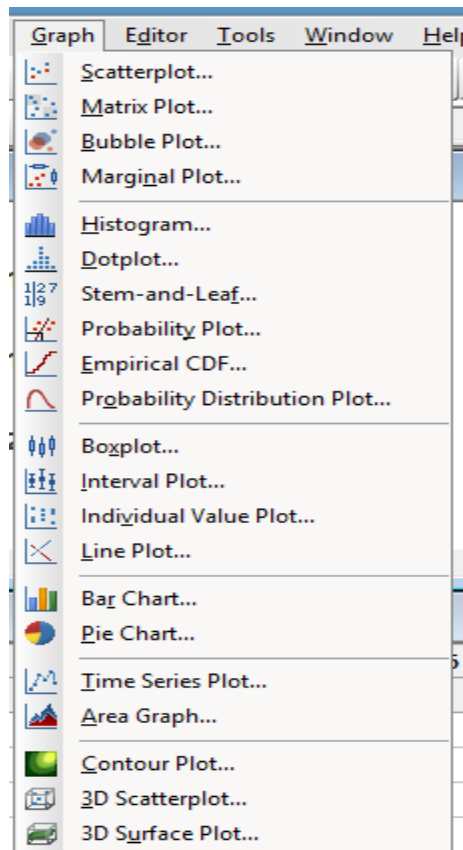 Graph Editor Tools Window Help
Scatterplot...
Matrix Plot...
Bubble Plot...
Marginal Plot...
Histogram...
Dotplot...
Stem-and-Leaf...
Probability Plot...
Empirical CDF...
Probability Distribution Plot...
Boxplot...
Interval Plot...
Individual Value Plot...
Line Plot...
Bar Chart...
Pie Chart...
Time Series Plot...
Area Graph...
Contour Plot...
3D Scatterplot...
3D Surface Plot...